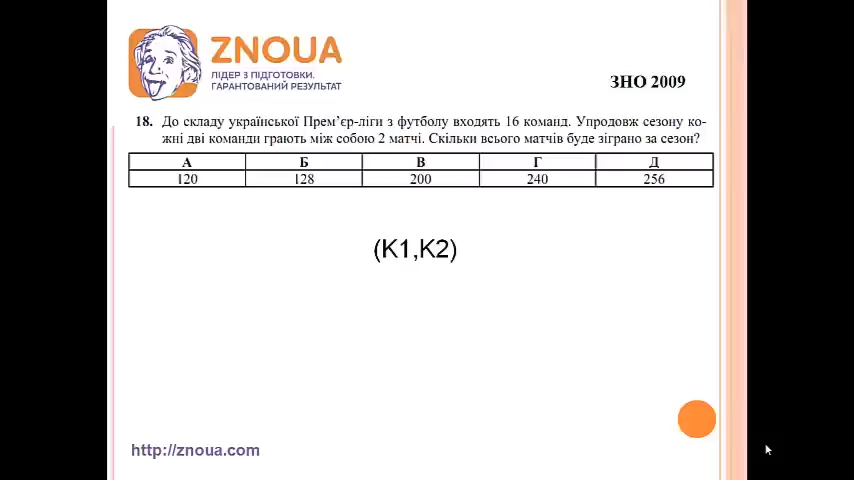 ZNOUA
ЛІДЕР З ПІДГОТОВКИ.
ГАРАНТОВАНИЙ РЕЗУЛЬТАТ
ЗНО 2009
18. До складу української Прем’єр-ліги з футболу входять 16 команд. Упродовж сезону ко-
жні дві команди грають між собою 2 матчі. Скільки всього матчів буде зіграно за сезон?
А Б В Г Д
120 128 200 240 256
(K1,K2)
http://znoua.com